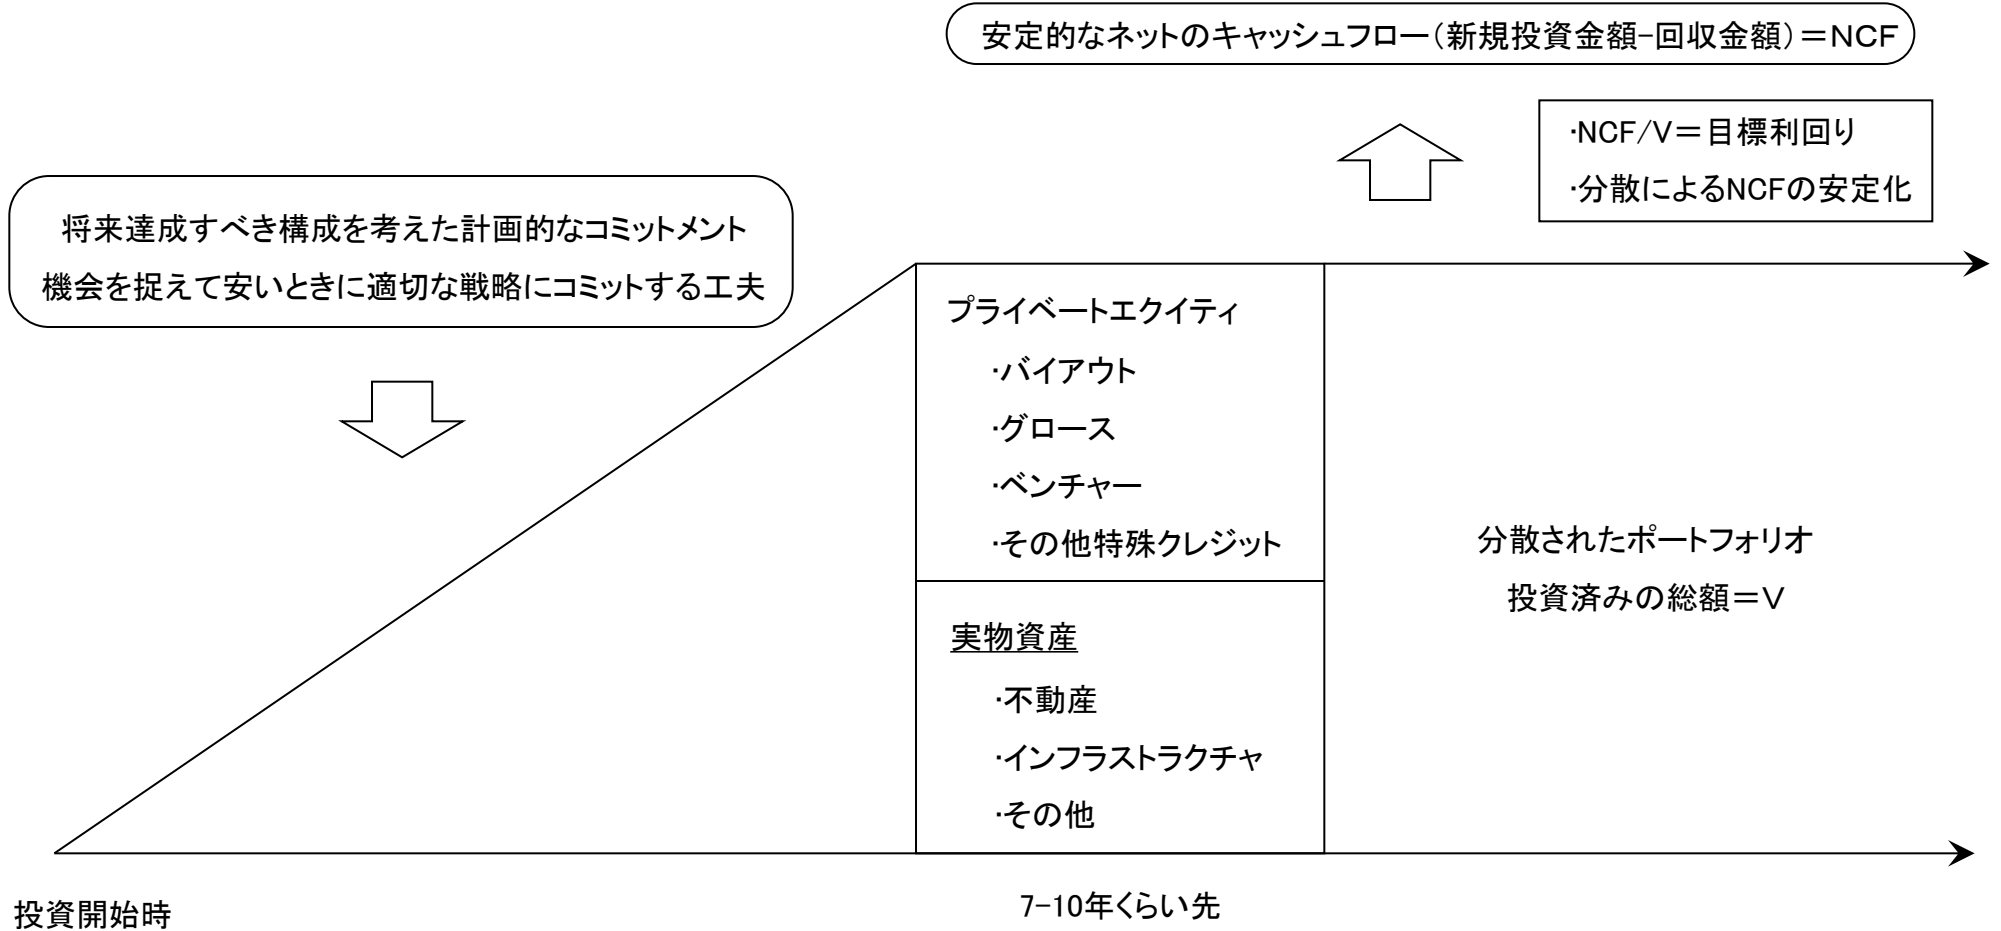 安定的なネットのキャッシュフロー（新規投資金額-回収金額）＝NCF
・NCF/V＝目標利回り
・分散によるNCFの安定化
将来達成すべき構成を考えた計画的なコミットメント
機会を捉えて安いときに適切な戦略にコミットする工夫
プライベートエクイティ
・バイアウト
・グロース
・ベンチャー
・その他特殊クレジット
実物資産
・不動産
・インフラストラクチャ
・その他
分散されたポートフォリオ
投資済みの総額＝V
投資開始時
7-10年くらい先